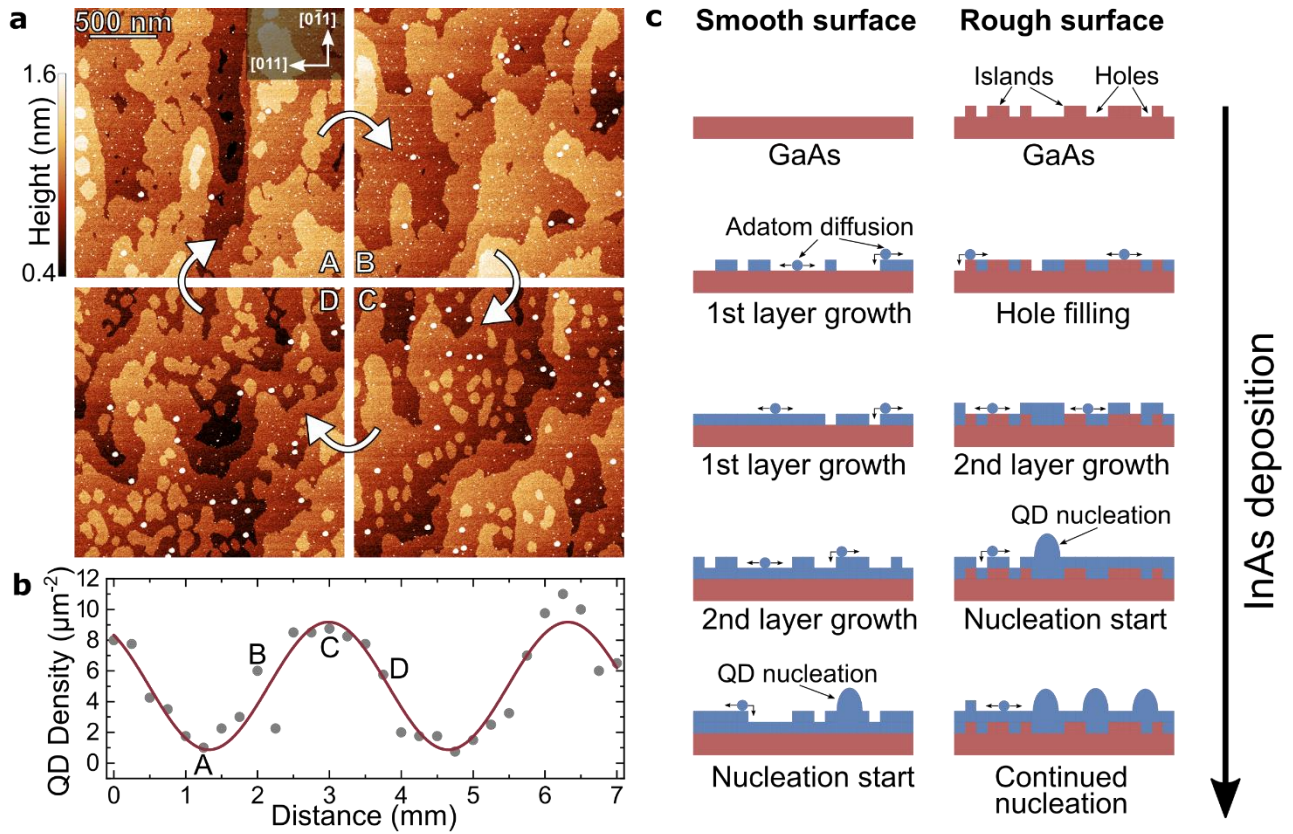 a
500 nm
[01̄1]
[011]
1.6
Height (nm)
0.4
A
B
D
C
b
QD Density (μm⁻²)
12
10
8
6
4
2
0
A
B
C
D
0 1 2 3 4 5 6 7
Distance (mm)
c
Smooth surface
Rough surface
Islands
Holes
GaAs
GaAs
Adatom diffusion
1st layer growth
Hole filling
1st layer growth
2nd layer growth
QD nucleation
2nd layer growth
Nucleation start
QD nucleation
Nucleation start
Continued
nucleation
InAs deposition